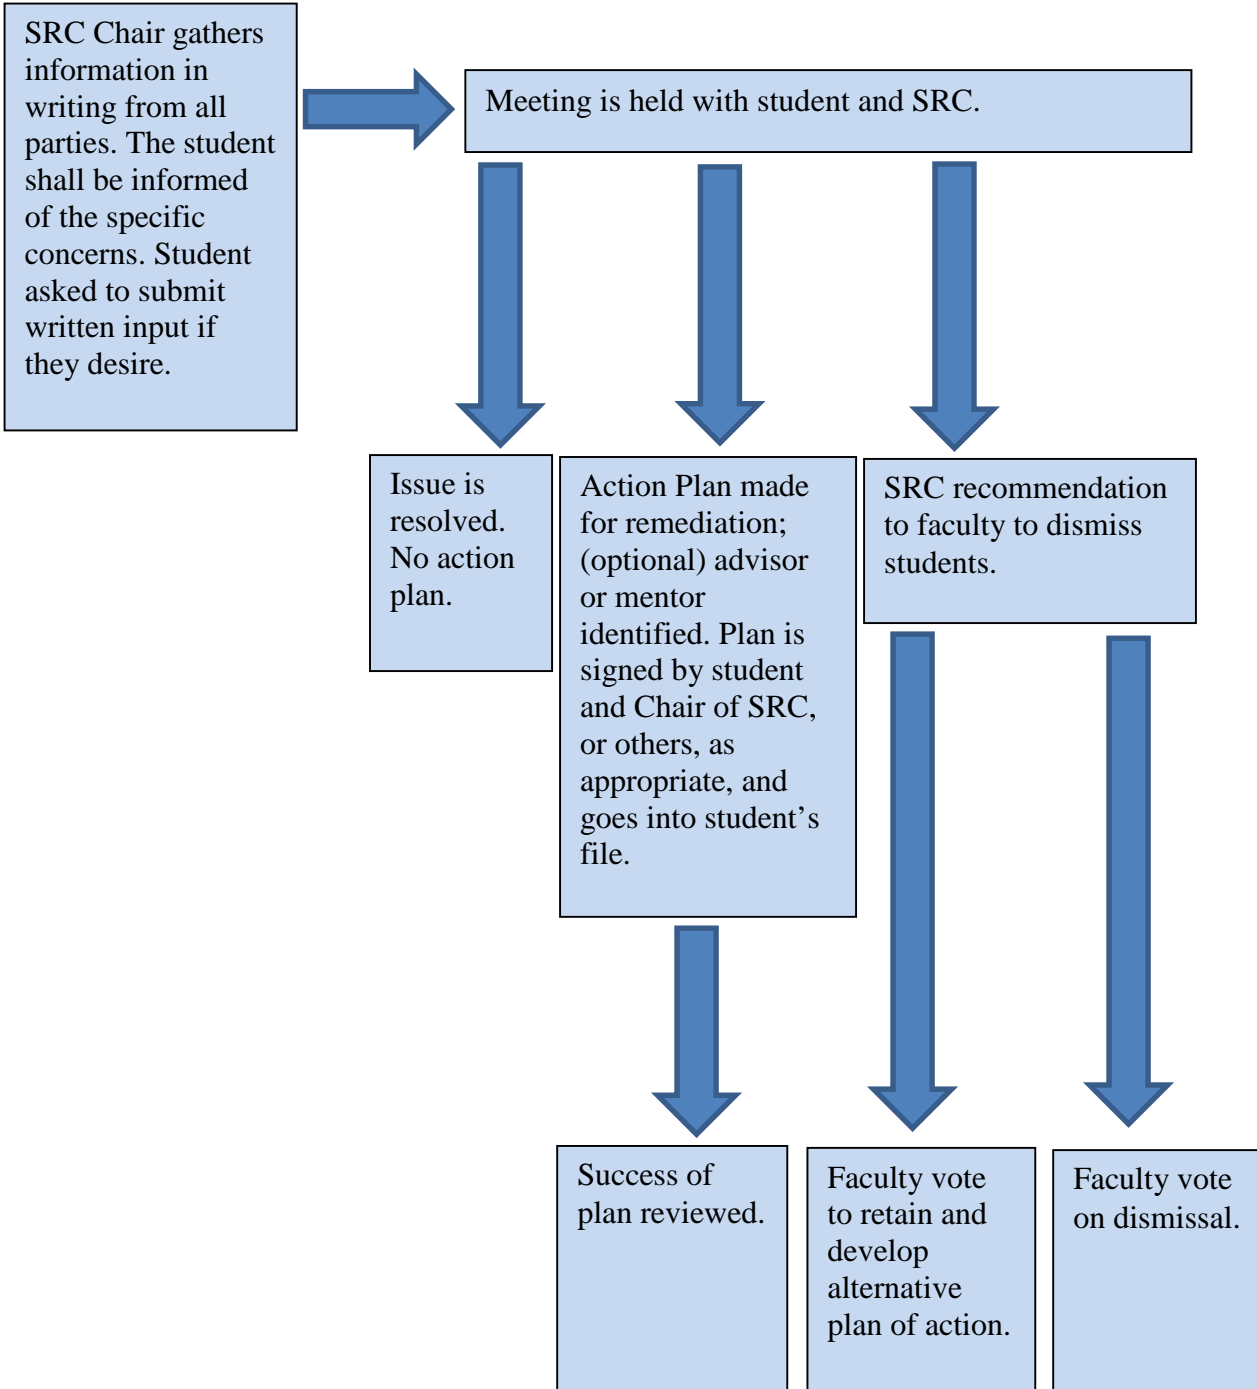 SRC Chair gathers
information in
writing from all
parties. The student
shall be informed
of the specific
concerns. Student
asked to submit
written input if
they desire.
Meeting is held with student and SRC.
Issue is
resolved.
No action
plan.
Action Plan made
for remediation;
(optional) advisor
or mentor
identified. Plan is
signed by student
and Chair of SRC,
or others, as
appropriate, and
goes into student’s
file.
SRC recommendation
to faculty to dismiss
students.
Success of
plan reviewed.
Faculty vote
to retain and
develop
alternative
plan of action.
Faculty vote
on dismissal.